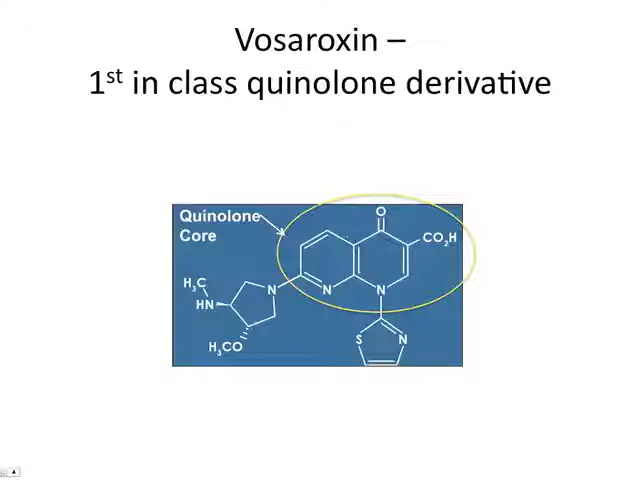 Vosaroxin –
1st in class quinolone derivative
Quinolone
Core
O
CO2H
H3C
N
N
N
HN
H3CO
S
N